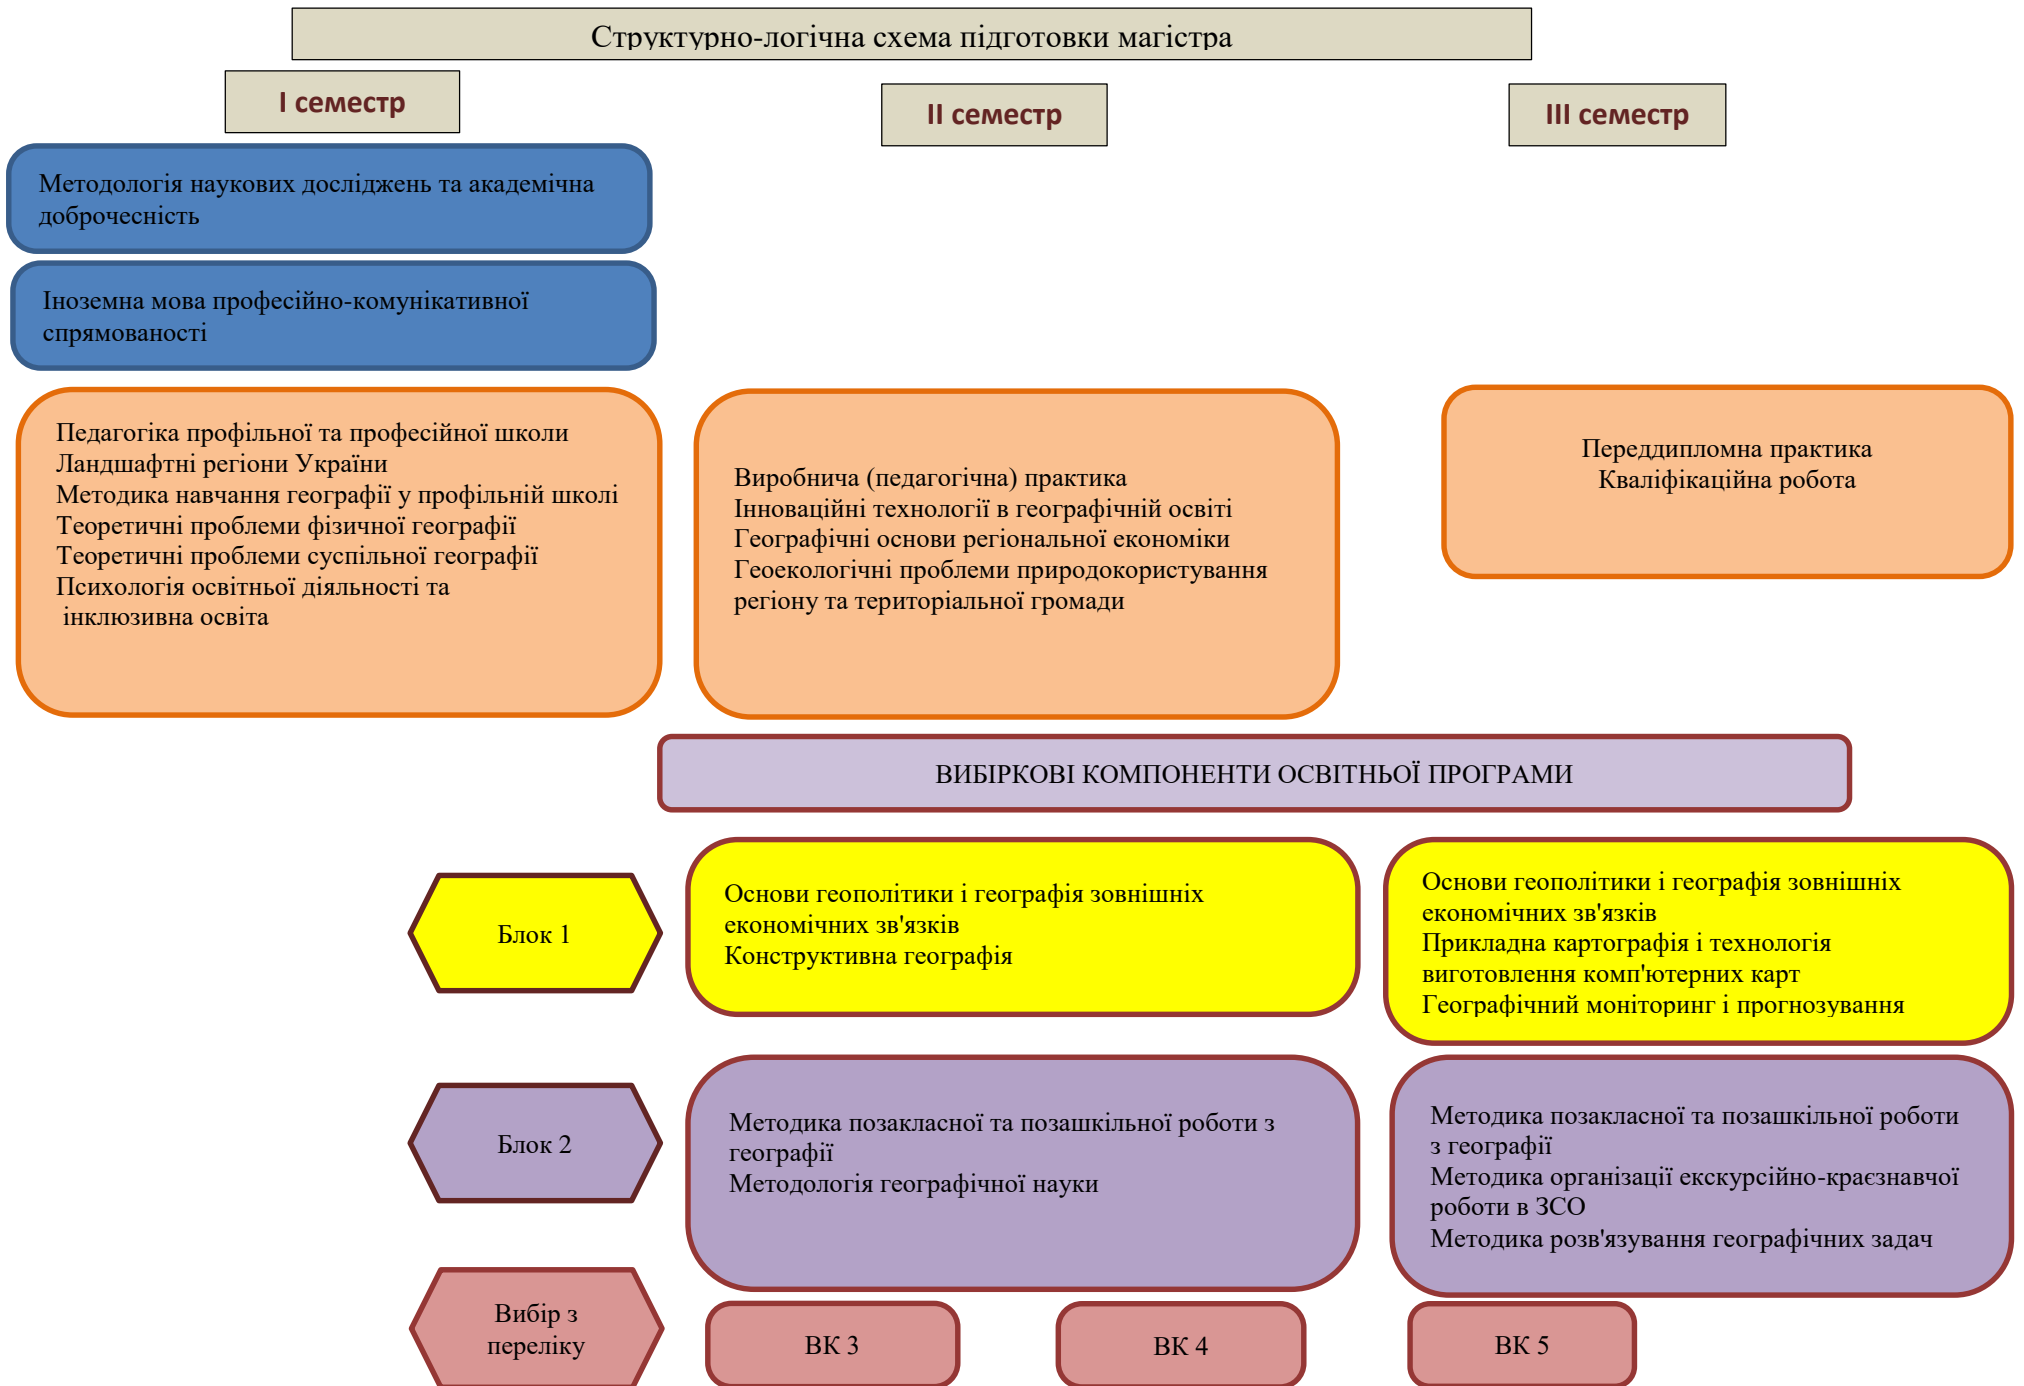 Структурно-логічна схема підготовки магістра
І семестр
ІІ семестр
ІІІ семестр
Методологія наукових досліджень та академічна
доброчесність
Іноземна мова професійно-комунікативної
спрямованості
Педагогіка профільної та професійної школи
Ландшафтні регіони України
Методика навчання географії у профільній школі
Теоретичні проблеми фізичної географії
Теоретичні проблеми суспільної географії
Психологія освітньої діяльності та
інклюзивна освіта
Виробнича (педагогічна) практика
Інноваційні технології в географічній освіті
Географічні основи регіональної економіки
Геоекологічні проблеми природокористування
регіону та територіальної громади
Переддипломна практика
Кваліфікаційна робота
ВИБІРКОВІ КОМПОНЕНТИ ОСВІТНЬОЇ ПРОГРАМИ
Блок 1
Основи геополітики і географія зовнішніх
економічних зв'язків
Конструктивна географія
Основи геополітики і географія зовнішніх
економічних зв'язків
Прикладна картографія і технологія
виготовлення комп'ютерних карт
Географічний моніторинг і прогнозування
Блок 2
Методика позакласної та позашкільної роботи з
географії
Методологія географічної науки
Методика позакласної та позашкільної роботи
з географії
Методика організації екскурсійно-краєзнавчої
роботи в ЗСО
Методика розв'язування географічних задач
Вибір з
переліку
ВК 3
ВК 4
ВК 5